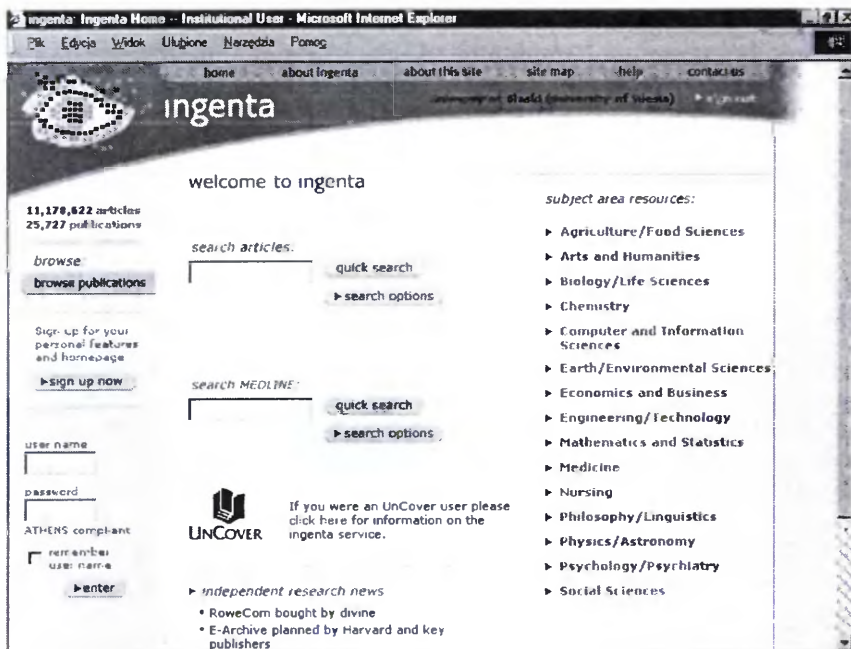 ingenta: Ingenta Home -- Institutional User - Microsoft Internet Explorer
Plik Edycja Widok Ulubione Narzędzia Pomoc
home about ingenta about this site site map help contact us
ingenta
Slaski (University of Silesia) sign out
welcome to ingenta
11,178,622 articles
25,727 publications
browse:
browse publications
Sign up for your
personal features
and homepage
sign up now
user name
password
ATHENS compliant
remember
user name
enter
search articles:
quick search
search options
search MEDLINE:
quick search
search options
UNCOVER
If you were an UnCover user please
click here for information on the
ingenta service.
independent research news
• RoweCom bought by divine
• E-Archive planned by Harvard and key
publishers
subject area resources:
Agriculture/Food Sciences
Arts and Humanities
Biology/Life Sciences
Chemistry
Computer and Information
Sciences
Earth/Environmental Sciences
Economics and Business
Engineering/Technology
Mathematics and Statistics
Medicine
Nursing
Philosophy/Linguistics
Physics/Astronomy
Psychology/Psychiatry
Social Sciences